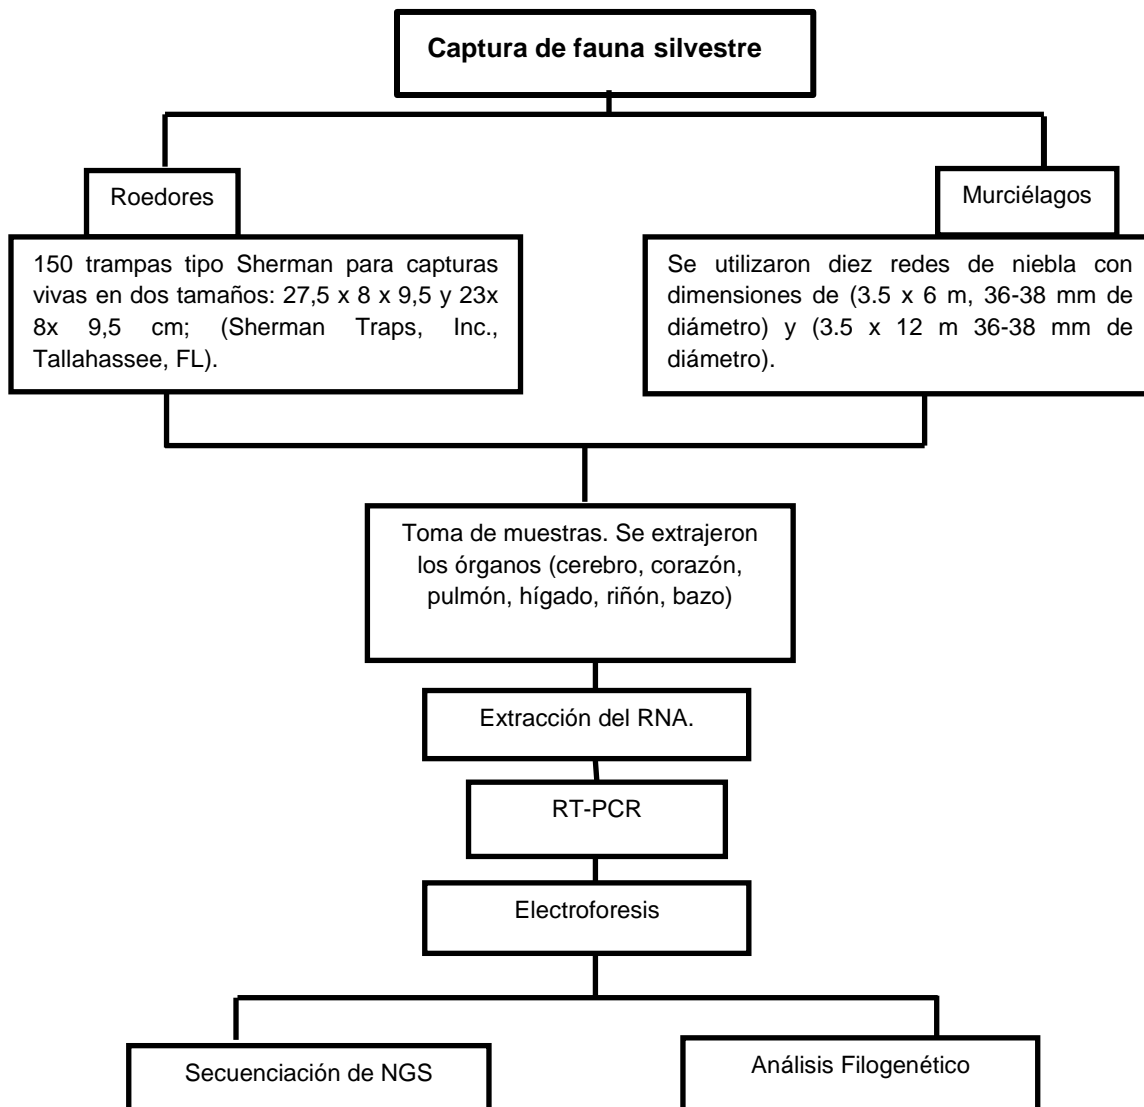 Captura de fauna silvestre
Roedores
Murciélagos
150 trampas tipo Sherman para capturas
vivas en dos tamaños: 27,5 x 8 x 9,5 y 23x
8x 9,5 cm; (Sherman Traps, Inc.,
Tallahassee, FL).
Se utilizaron diez redes de niebla con
dimensiones de (3.5 x 6 m, 36-38 mm de
diámetro) y (3.5 x 12 m 36-38 mm de
diámetro).
Toma de muestras. Se extrajeron
los órganos (cerebro, corazón,
pulmón, hígado, riñón, bazo)
Extracción del RNA.
RT-PCR
Electroforesis
Secuenciación de NGS
Análisis Filogenético